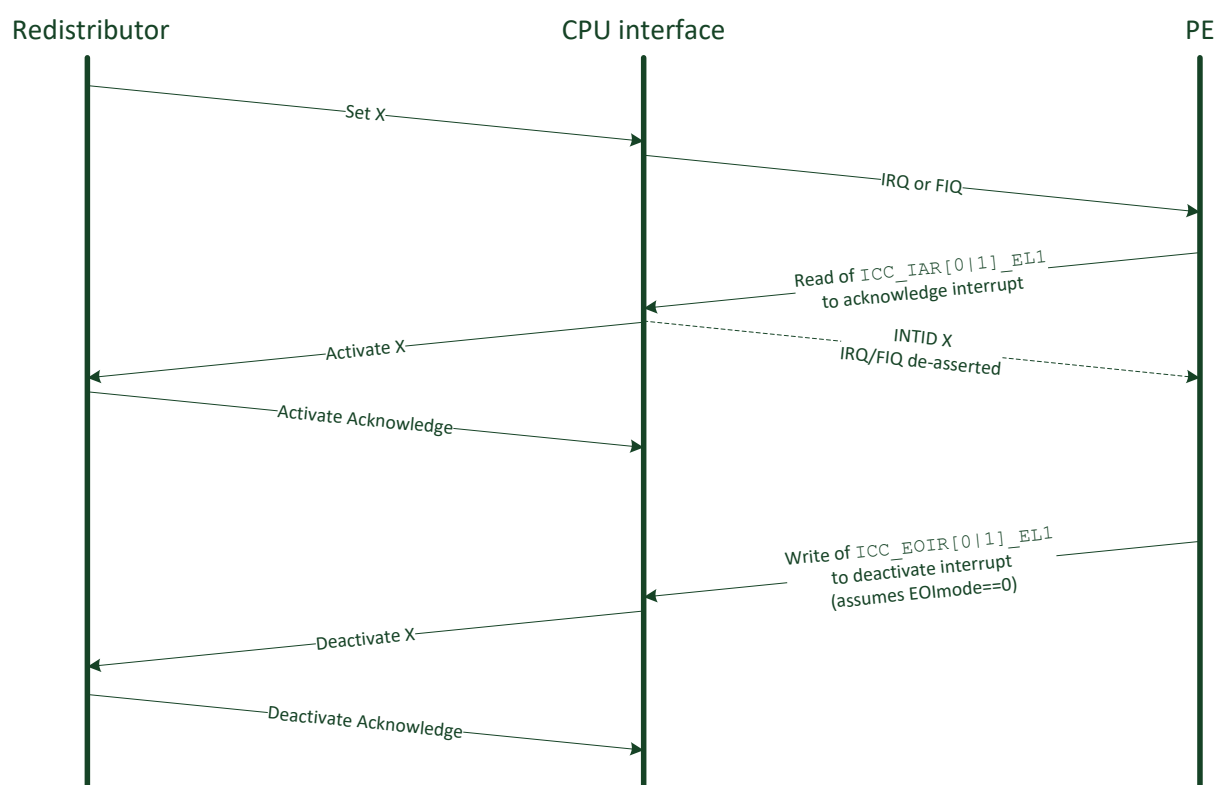 Redistributor
CPU interface
PE
Set X
IRQ or FIQ
Read of ICC_IAR[0|1]_EL1
to acknowledge interrupt
Activate X
INTID X
IRQ/FIQ de-asserted
Activate Acknowledge
Write of ICC_EOIR[0|1]_EL1
to deactivate interrupt
(assumes EOImode==0)
Deactivate X
Deactivate Acknowledge